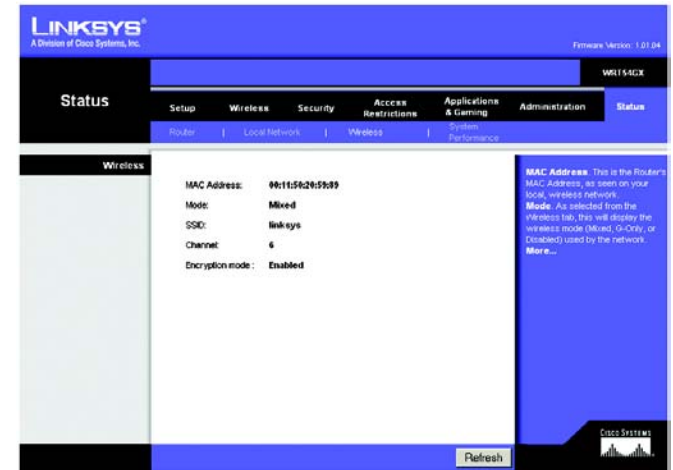 LINKSYS®
A Division of Cisco Systems, Inc.
Firmware Version: 1.01.04
WRT54GX
Status
Setup Wireless Security Access Restrictions Applications & Gaming Administration Status
Router | Local Network | Wireless | System Performance
Wireless
MAC Address: 00:11:50:20:59:89
Mode: Mixed
SSID: linksys
Channel: 6
Encryption mode : Enabled
MAC Address. This is the Router's
MAC Address, as seen on your
local, wireless network.
Mode. As selected from the
Wireless tab, this will display the
wireless mode (Mixed, G-Only, or
Disabled) used by the network.
More...
Refresh
CISCO SYSTEMS